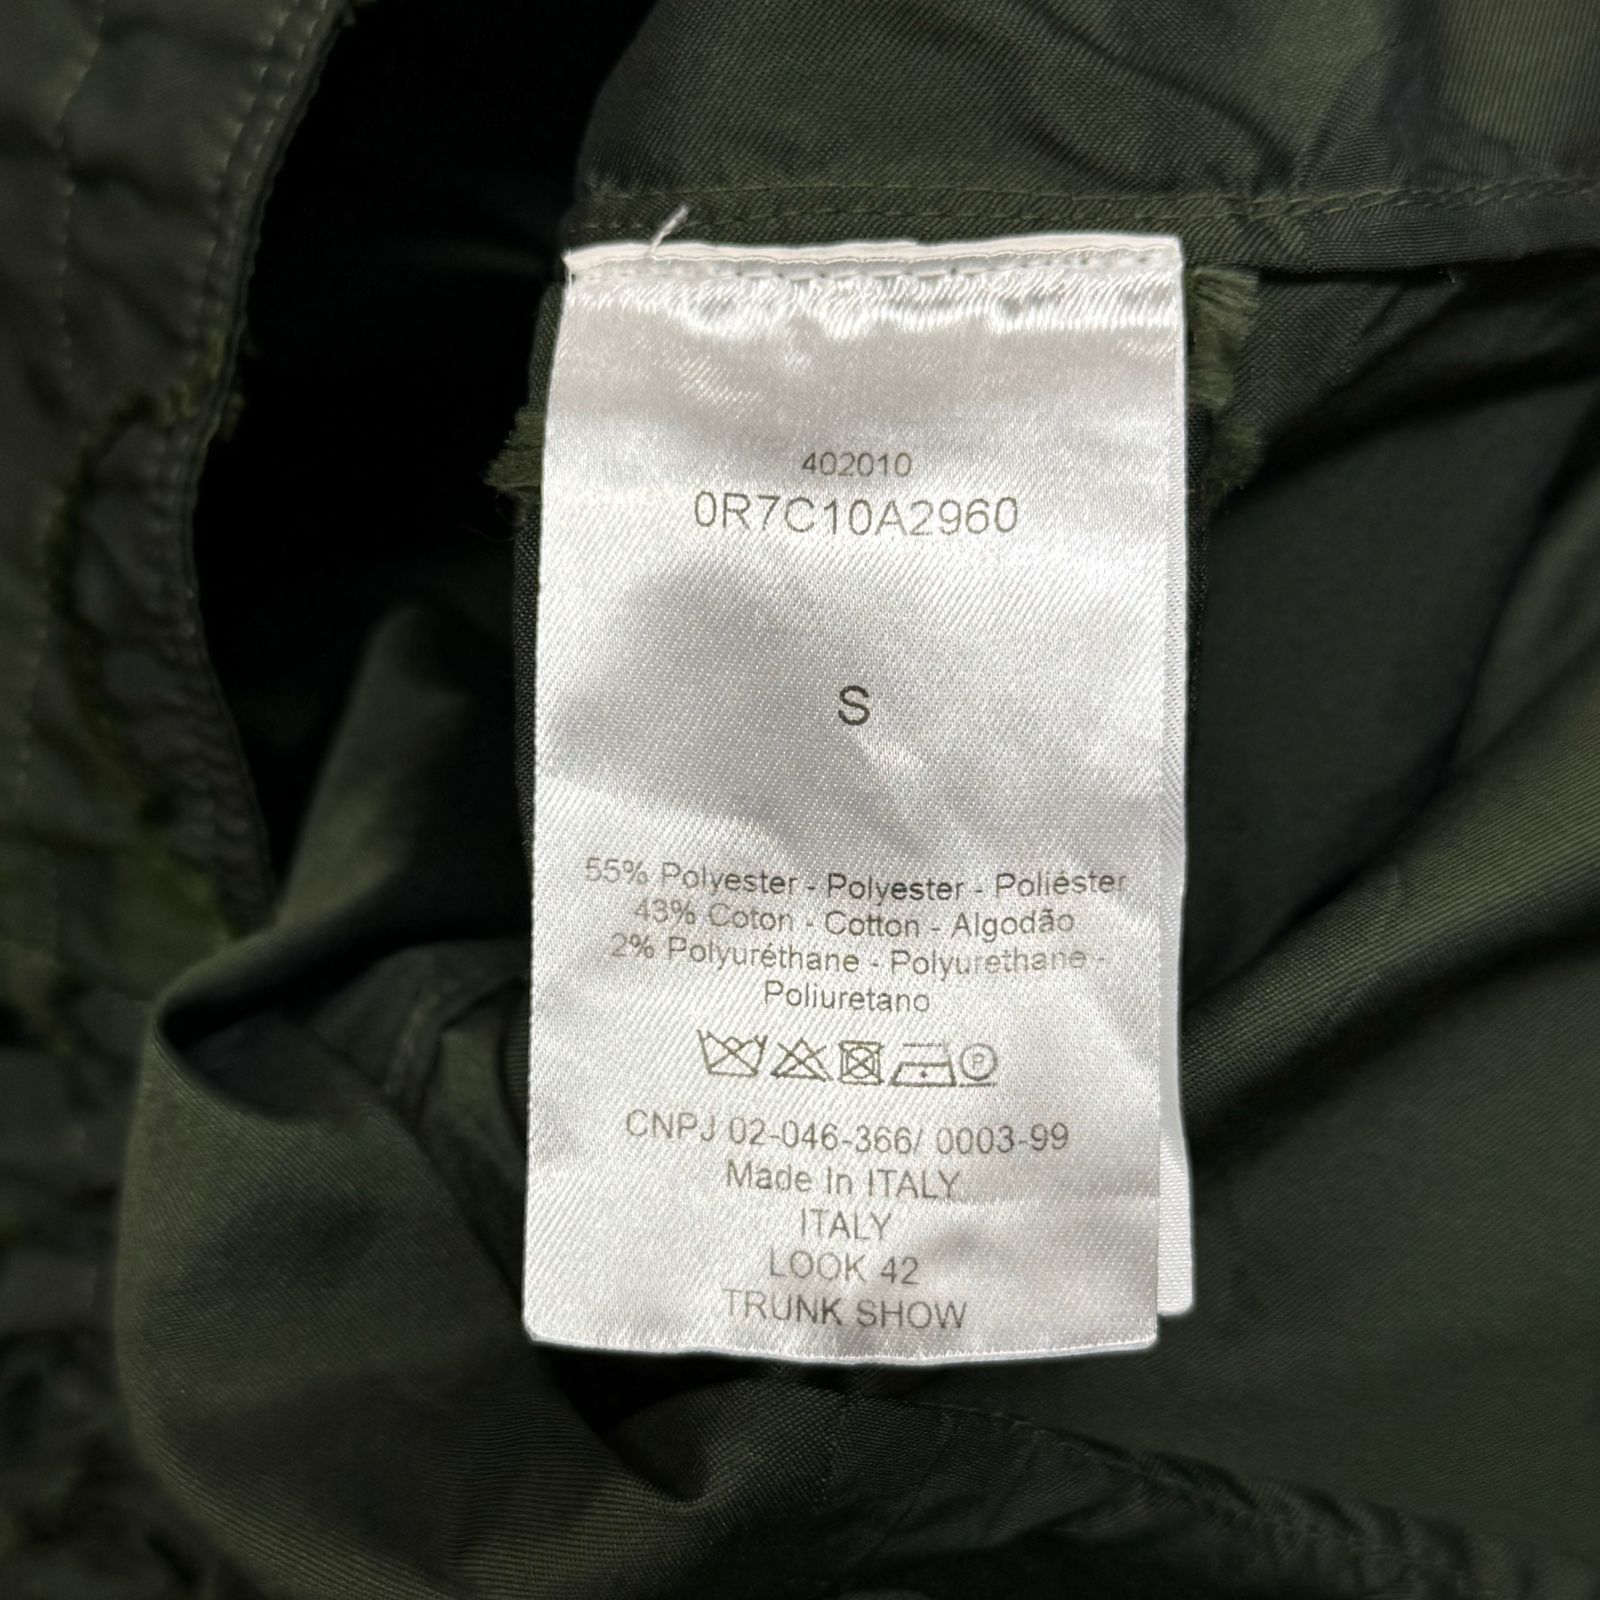 402010
0R7C10A2960
S
55% Polyester - Polyester - Poliéster
43% Coton - Cotton - Algodão
2% Polyuréthane - Polyurethane -
Poliuretano
P
CNPJ 02-046-366/ 0003-99
Made In ITALY
ITALY
LOOK 42
TRUNK SHOW